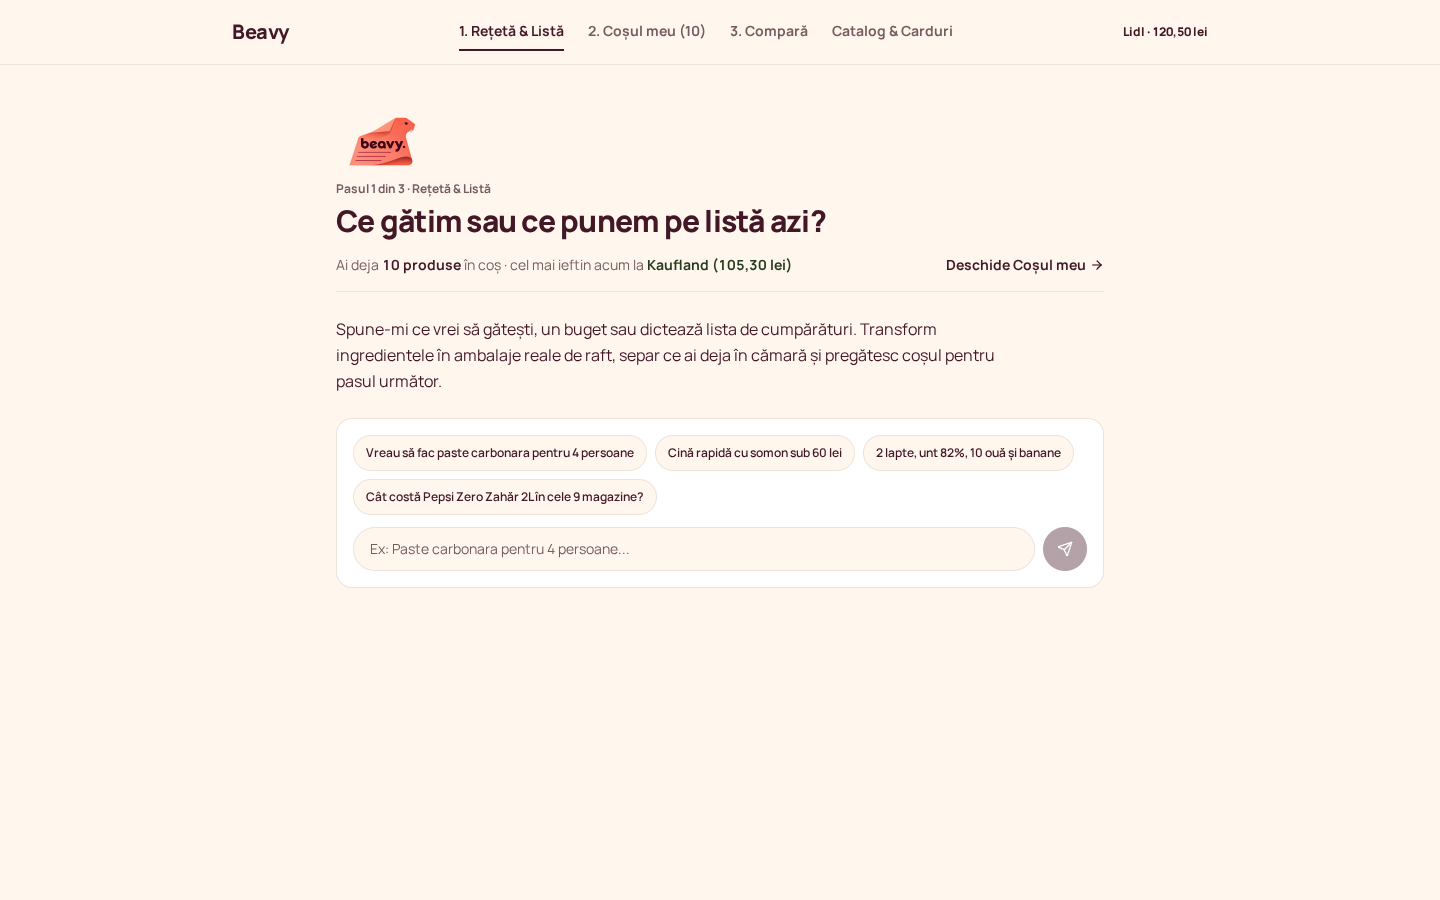 Beavy
1. Rețetă & Listă
2. Coșul meu (10)
3. Compară
Catalog & Carduri
Lidl · 120,50 lei
beavy.
Pasul 1 din 3 · Rețetă & Listă
Ce gătim sau ce punem pe listă azi?
Ai deja 10 produse în coș · cel mai ieftin acum la Kaufland (105,30 lei)
Deschide Coșul meu →
Spune-mi ce vrei să gătești, un buget sau dictează lista de cumpărături. Transform
ingredientele în ambalaje reale de raft, separ ce ai deja în cămară și pregătesc coșul pentru
pasul următor.
Vreau să fac paste carbonara pentru 4 persoane
Cină rapidă cu somon sub 60 lei
2 lapte, unt 82%, 10 ouă și banane
Cât costă Pepsi Zero Zahăr 2L în cele 9 magazine?
Ex: Paste carbonara pentru 4 persoane...